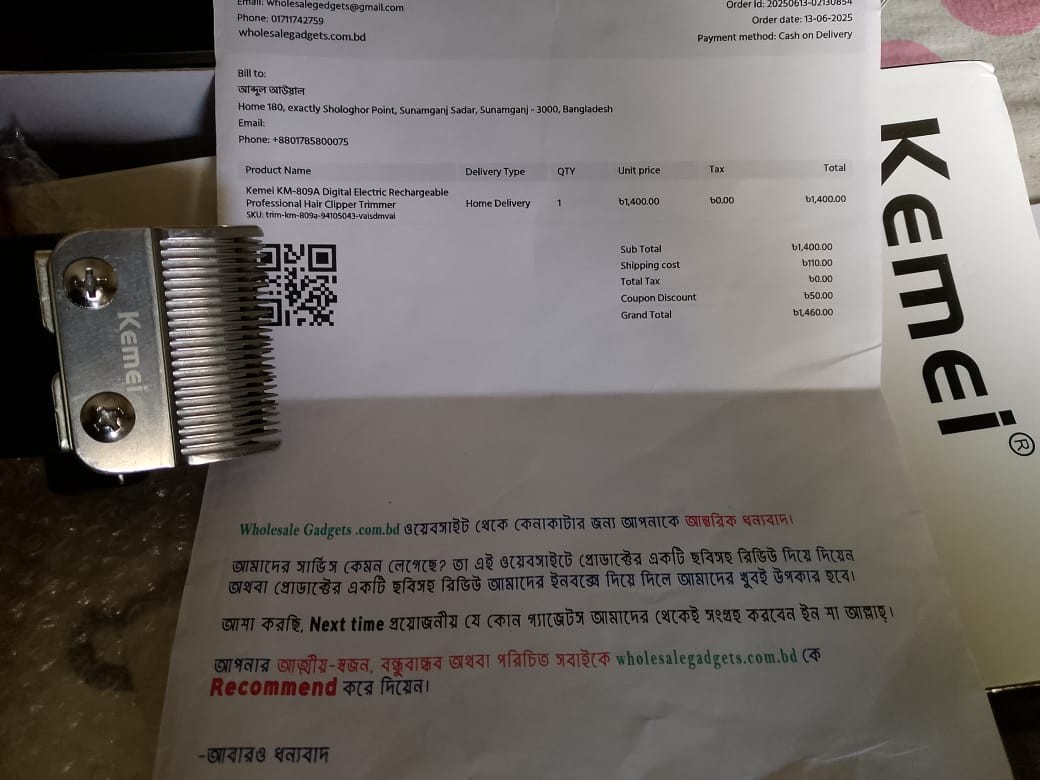 Email: wholesalegedgets@gmail.com
Phone: 01711742759
wholesalegadgets.com.bd
Order Id: 20250613-02130854
Order date: 13-06-2025
Payment method: Cash on Delivery
Bill to:
আব্দুল আউয়াল
Home 180, exactly Shologhor Point, Sunamganj Sadar, Sunamganj - 3000, Bangladesh
Email:
Phone: +8801785800075
Product Name Delivery Type QTY Unit price Tax Total
Kemei KM-809A Digital Electric Rechargeable
Professional Hair Clipper Trimmer
SKU: trim-km-809a-94105043-vaisdmvai
Home Delivery 1 ৳1,400.00 ৳0.00 ৳1,400.00
Sub Total ৳1,400.00
Shipping cost ৳110.00
Total Tax ৳0.00
Coupon Discount ৳50.00
Grand Total ৳1,460.00
Kemei
Kemei®
Wholesale Gadgets .com.bd ওয়েবসাইট থেকে কেনাকাটার জন্য আপনাকে আন্তরিক ধন্যবাদ।
আমাদের সার্ভিস কেমন লেগেছে? তা এই ওয়েবসাইটে প্রোডাক্টের একটি ছবিসহ রিভিউ দিয়ে দিয়েন
অথবা প্রোডাক্টের একটি ছবিসহ রিভিউ আমাদের ইনবক্সে দিয়ে দিলে আমাদের খুবই উপকার হবে।
আশা করছি, Next time প্রয়োজনীয় যে কোন গ্যাজেটস আমাদের থেকেই সংগ্রহ করবেন ইন শা আল্লাহ।
আপনার আত্মীয়-স্বজন, বন্ধুবান্ধব অথবা পরিচিত সবাইকে wholesalegadgets.com.bd কে
Recommend করে দিয়েন।
-আবারও ধন্যবাদ